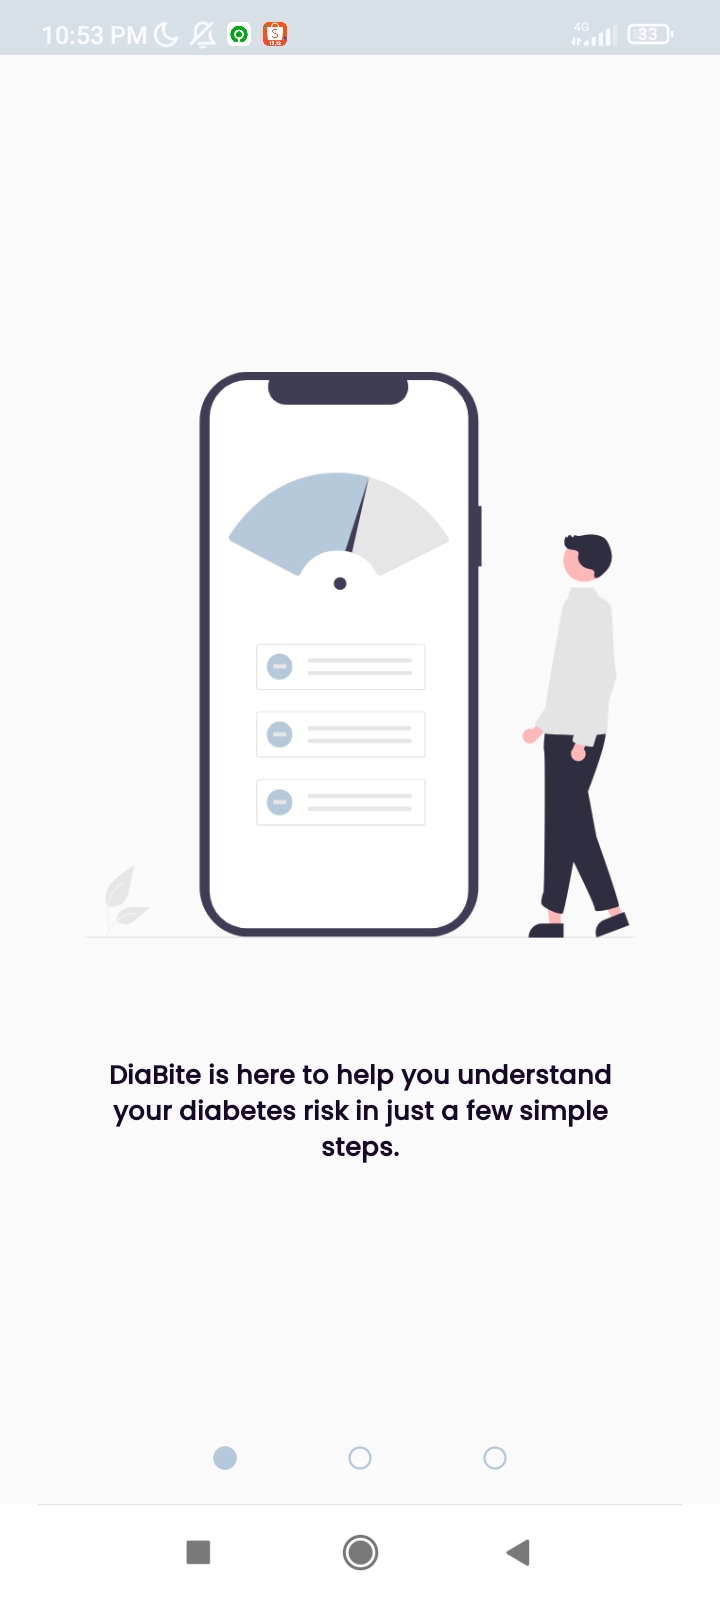 10:53 PM
4G
33
DiaBite is here to help you understand
your diabetes risk in just a few simple
steps.